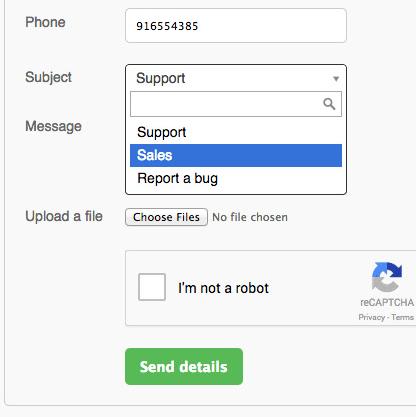 Phone
916554385
Subject
Support
Message
Support
Sales
Report a bug
Upload a file
Choose Files No file chosen
I'm not a robot
reCAPTCHA
Privacy - Terms
Send details